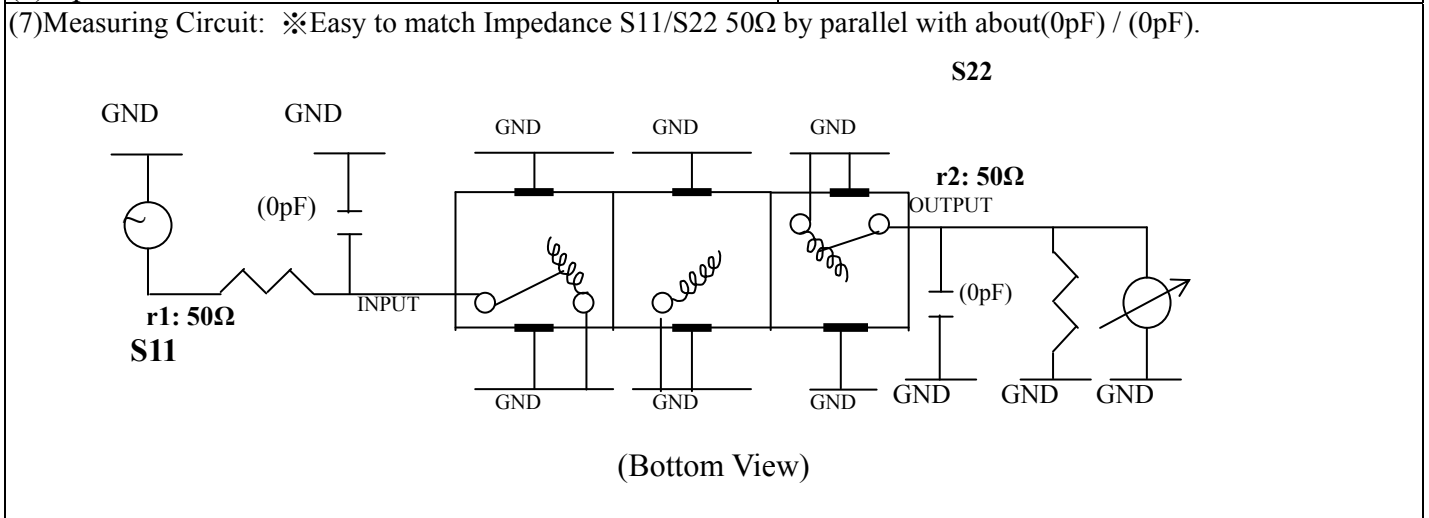 (7)Measuring Circuit: ※Easy to match Impedance S11/S22 50Ω by parallel with about(0pF) / (0pF).
S22
GND GND GND GND GND
r2: 50Ω
(0pF) OUTPUT
(0pF)
INPUT
r1: 50Ω
S11
GND GND GND GND GND GND
(Bottom View)